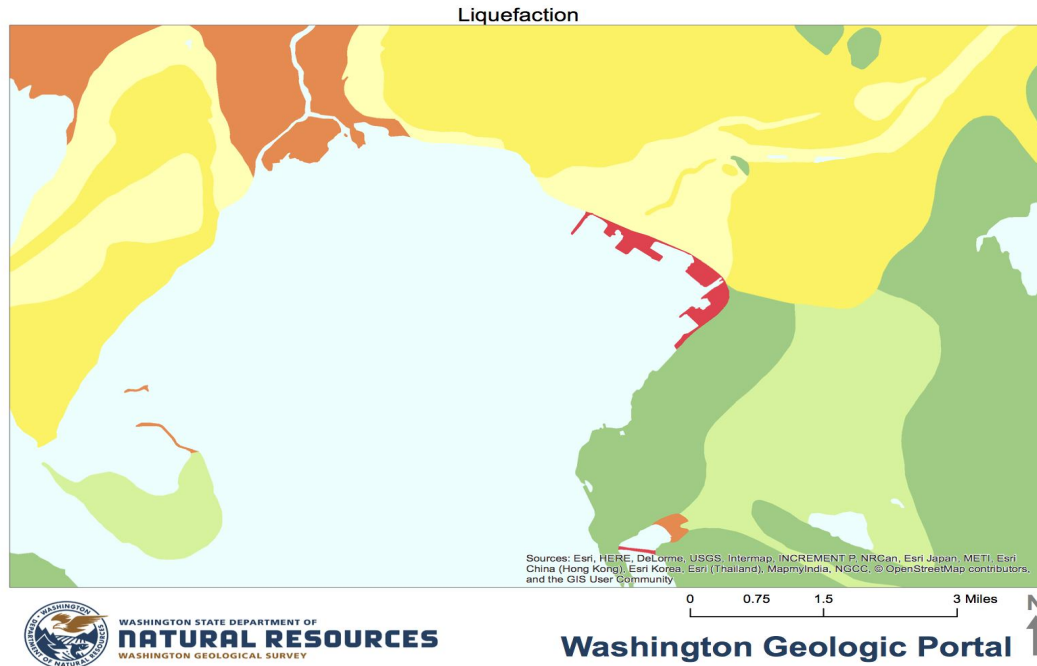 Liquefaction
Sources: Esri, HERE, DeLorme, USGS, Intermap, INCREMENT P, NRCan, Esri Japan, METI, Esri
China (Hong Kong), Esri Korea, Esri (Thailand), MapmyIndia, NGCC, © OpenStreetMap contributors,
and the GIS User Community
0 0.75 1.5 3 Miles
N
WASHINGTON STATE DEPARTMENT OF
NATURAL RESOURCES
WASHINGTON GEOLOGICAL SURVEY
Washington Geologic Portal